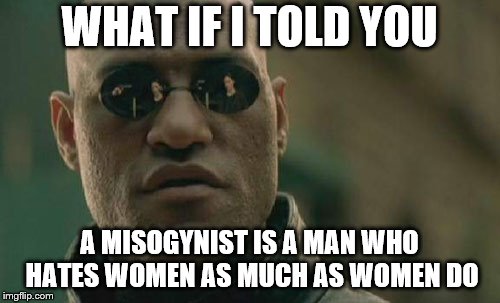 WHAT IF I TOLD YOU
A MISOGYNIST IS A MAN WHO
HATES WOMEN AS MUCH AS WOMEN DO
imgflip.com